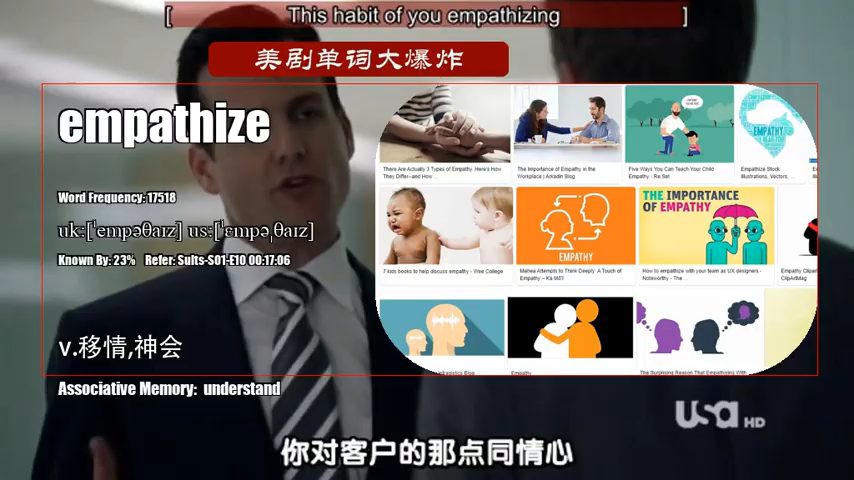 [ This habit of you empathizing ]
美剧单词大爆炸
empathize
Word Frequency: 17518
uk:[ˈempəθaɪz] us:[ˈɛmpəˌθaɪz]
Known By: 23% Refer: Suits-S01-E10 00:17:06
v.移情,神会
Associative Memory: understand
There Are Actually 3 Types of Empathy. Here's How They Differ--and How ...
The Importance of Empathy in the Workplace | Arkadin Blog
Five Ways You Can Teach Your Child Empathy - Re Set
EMPATHY
Empathize Stock Illustrations, Vectors, ...
7 kids books to help discuss empathy - Wee College
EMPATHY
Mahea Attempts to Think Deeply: A Touch of Empathy – Ka M01
THE IMPORTANCE
OF EMPATHY
How to empathize with your team as UX designers - Noteworthy - The ...
Empathy Clipar
ClipArtMag
Blog
Empathy
The Surprising Reason That Empathizing With
usa HD
你对客户的那点同情心